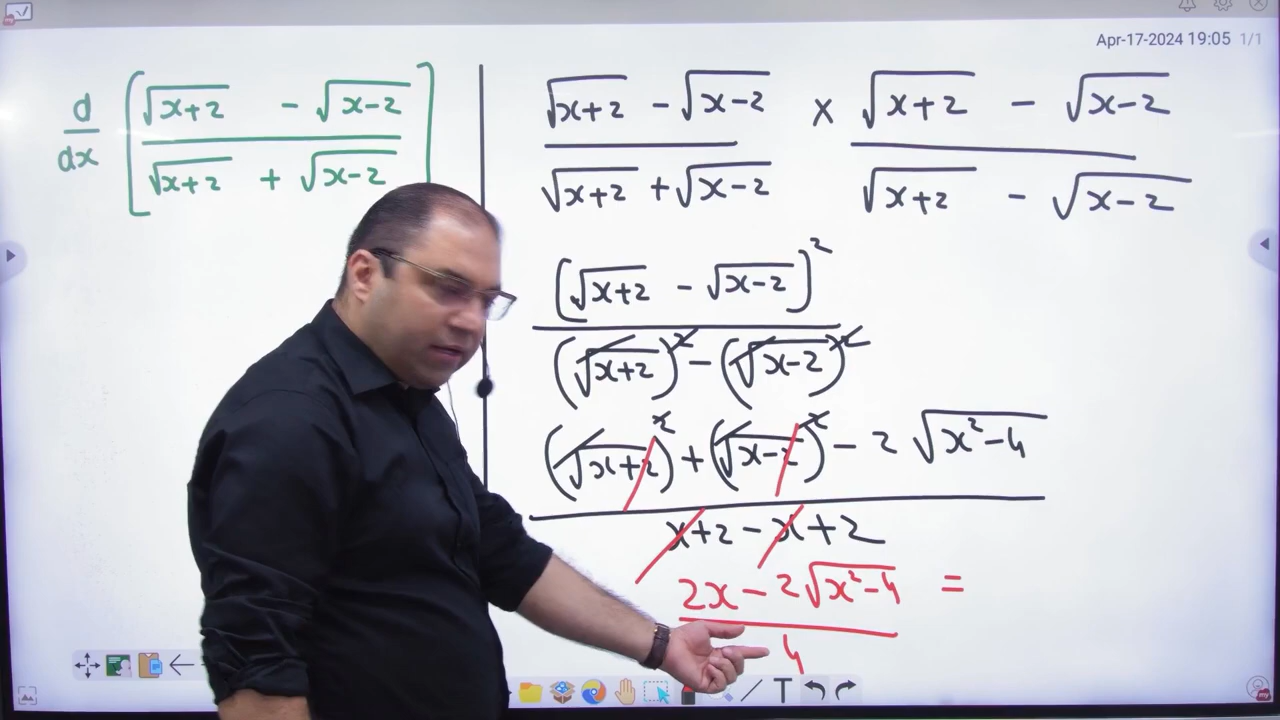 Apr-17-2024 19:05 1/1
d/dx [(√x+2 - √x-2)/(√x+2 + √x-2)]
(√x+2 - √x-2)/(√x+2 + √x-2) × (√x+2 - √x-2)/(√x+2 - √x-2)
(√x+2 - √x-2)²
(√x+2)² - (√x-2)²
(√x+2)² + (√x-2)² - 2√x²-4
x+2-x+2
2x-2√x²-4 =
4
T